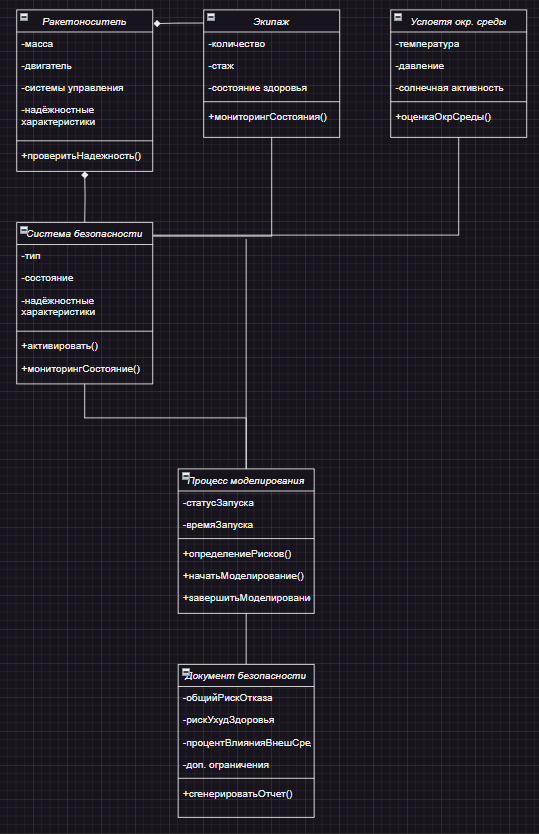 Ракетоноситель
-масса
-двигатель
-системы управления
-надёжностные
характеристики
+проверитьНадежность()
Экипаж
-количество
-стаж
-состояние здоровья
+мониторингСостояния()
Условтя окр. среды
-температура
-давление
-солнечная активность
+оценкаОкрСреды()
Система безопасности
-тип
-состояние
-надёжностные
характеристики
+активировать()
+мониторингСостояние()
Процесс моделирования
-статусЗапуска
-времяЗапуска
+определениеРисков()
+начатьМоделирование()
+завершитьМоделировани
Документ безопасности
-общийРискОтказа
-рискУхудЗдоровья
-процентВлиянияВнешСред
-доп. ограничения
+сгенерироватьОтчет()